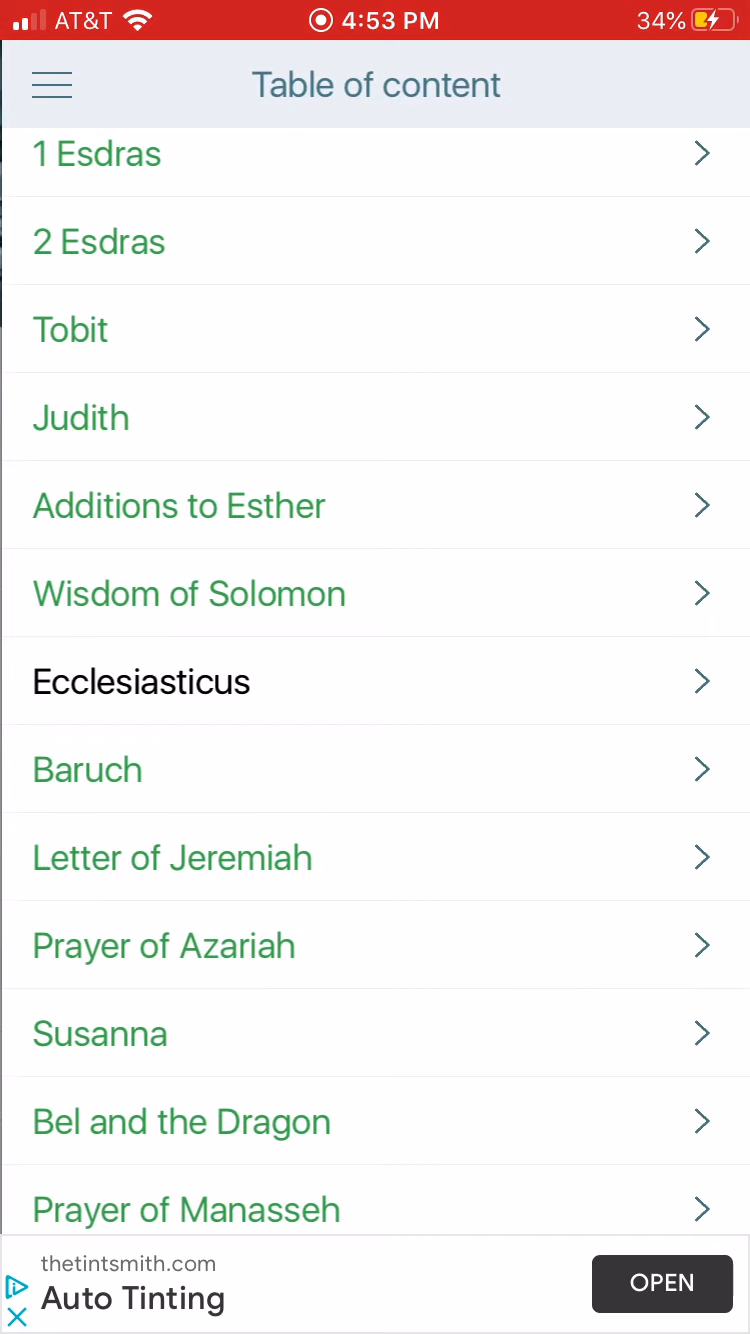 AT&T 4:53 PM 34%
Table of content
1 Esdras
2 Esdras
Tobit
Judith
Additions to Esther
Wisdom of Solomon
Ecclesiasticus
Baruch
Letter of Jeremiah
Prayer of Azariah
Susanna
Bel and the Dragon
Prayer of Manasseh
thetintsmith.com
Auto Tinting
OPEN